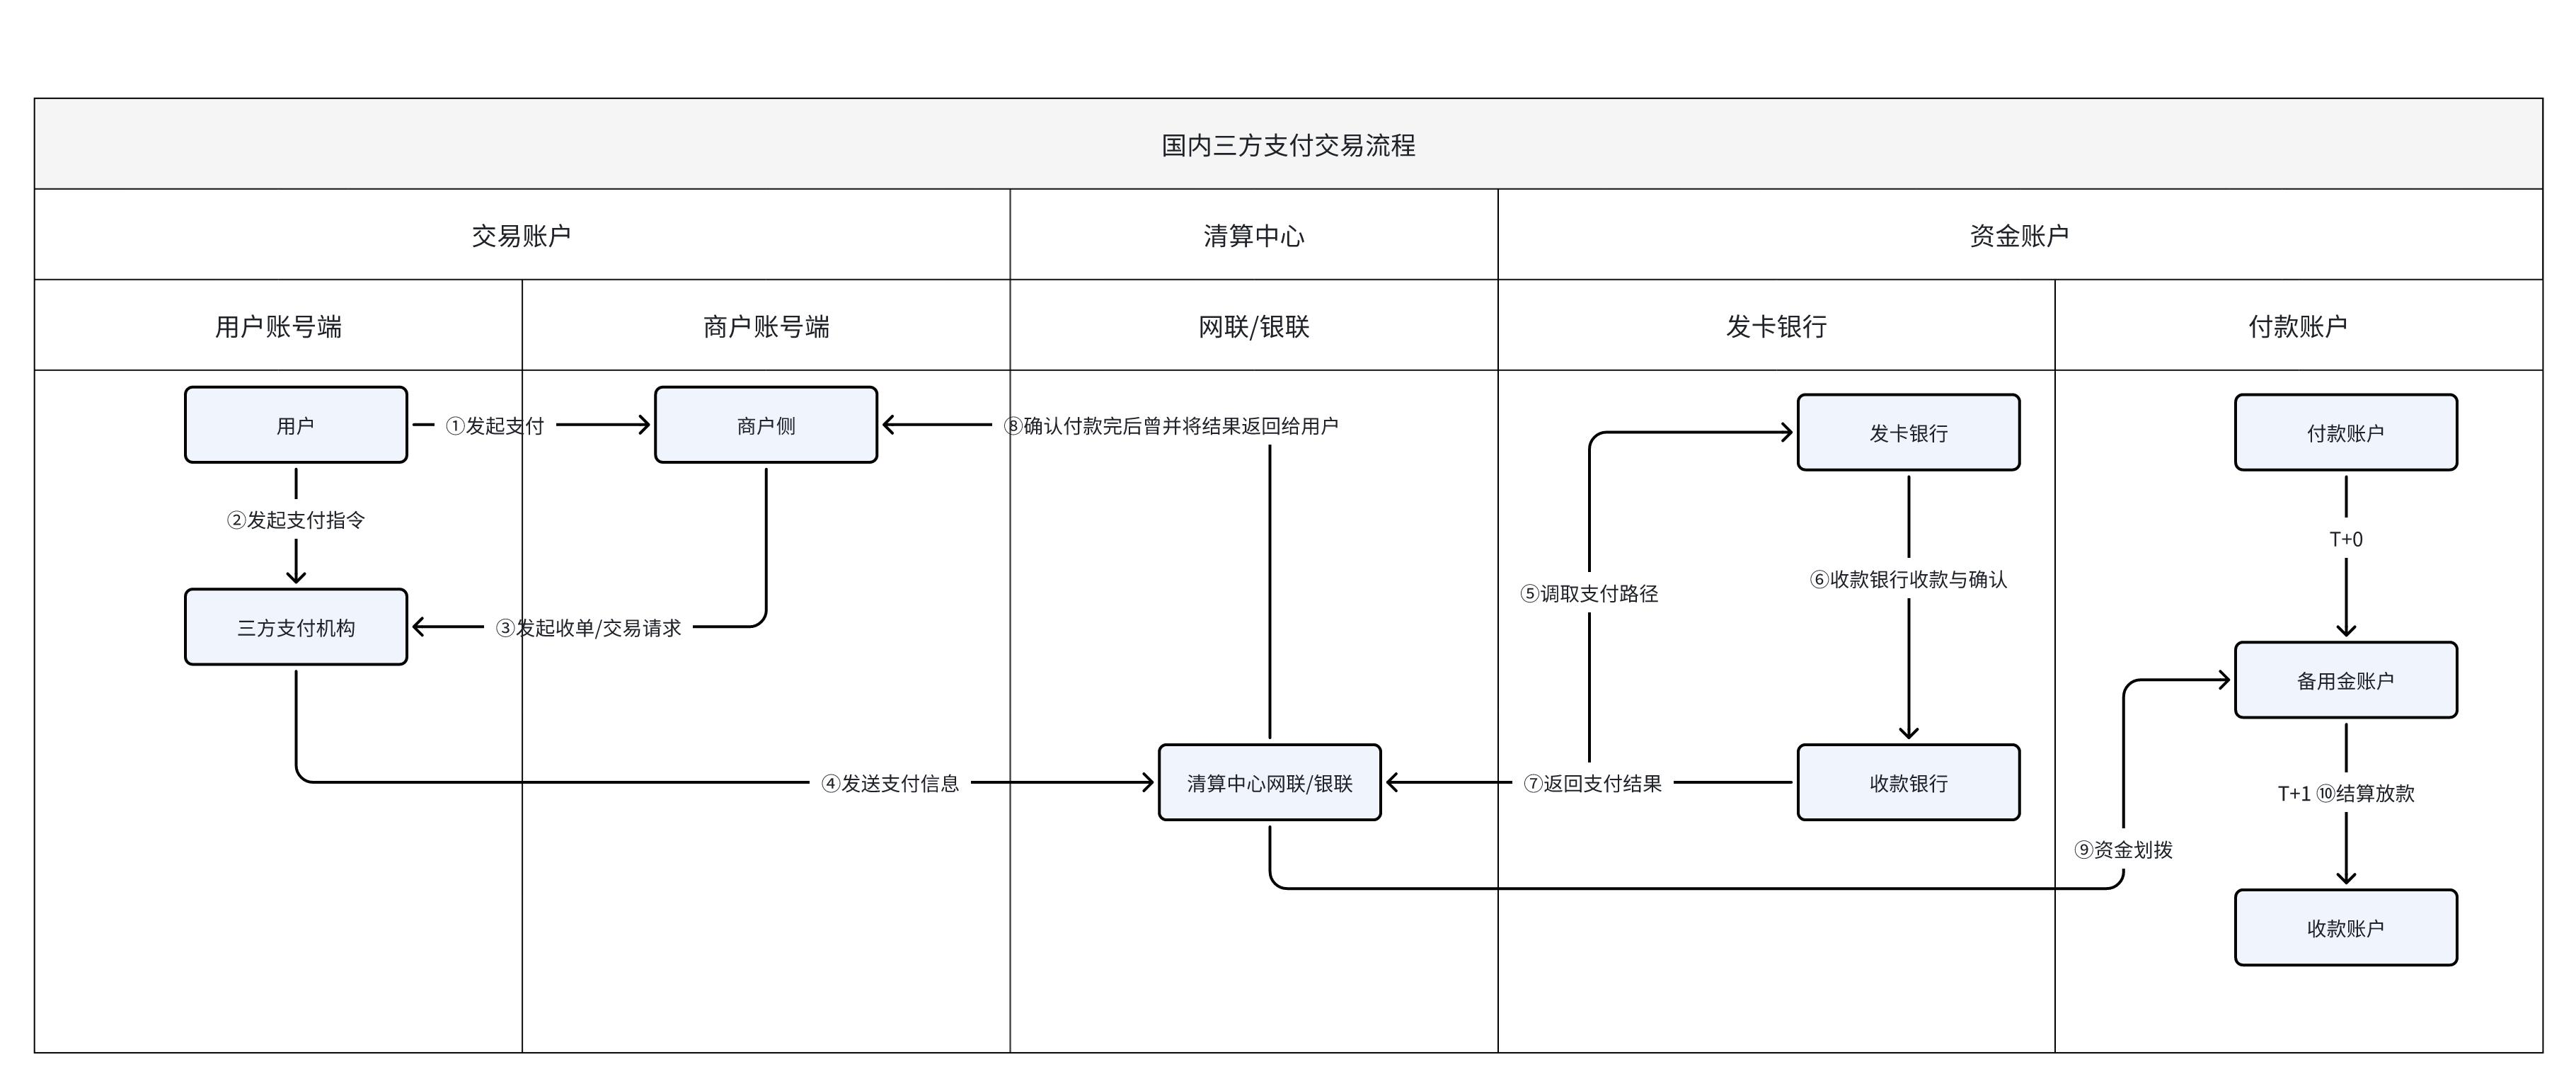 国内三方支付交易流程
交易账户
清算中心
资金账户
用户账号端
商户账号端
网联/银联
发卡银行
付款账户
用户
①发起支付
商户侧
⑧确认付款完后曾并将结果返回给用户
发卡银行
付款账户
②发起支付指令
T+0
⑤调取支付路径
⑥收款银行收款与确认
三方支付机构
③发起收单/交易请求
备用金账户
④发送支付信息
清算中心网联/银联
⑦返回支付结果
收款银行
T+1 ⑩结算放款
⑨资金划拨
收款账户